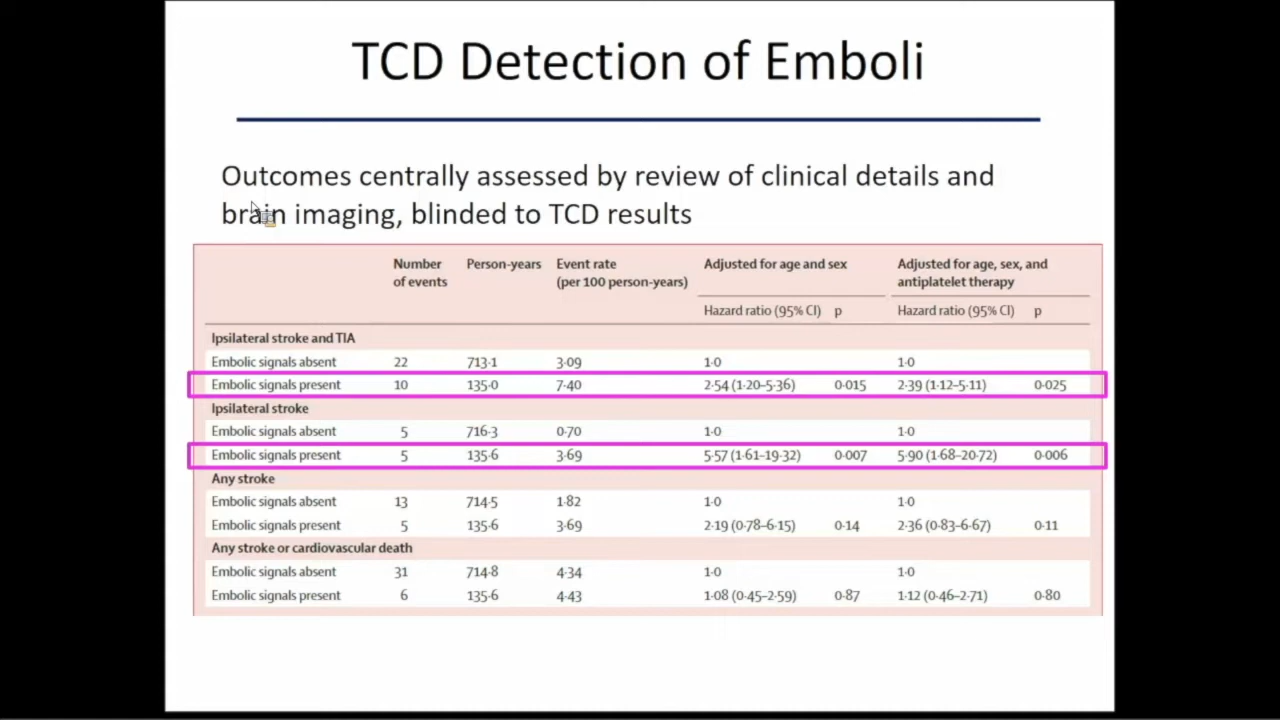 TCD Detection of Emboli
Outcomes centrally assessed by review of clinical details and
brain imaging, blinded to TCD results
Number of events Person-years Event rate (per 100 person-years) Adjusted for age and sex Adjusted for age, sex, and antiplatelet therapy
Hazard ratio (95% CI) p Hazard ratio (95% CI) p
Ipsilateral stroke and TIA
Embolic signals absent 22 713·1 3·09 1·0 1·0
Embolic signals present 10 135·0 7·40 2·54 (1·20–5·36) 0·015 2·39 (1·12–5·11) 0·025
Ipsilateral stroke
Embolic signals absent 5 716·3 0·70 1·0 1·0
Embolic signals present 5 135·6 3·69 5·57 (1·61–19·32) 0·007 5·90 (1·68–20·72) 0·006
Any stroke
Embolic signals absent 13 714·5 1·82 1·0 1·0
Embolic signals present 5 135·6 3·69 2·19 (0·78–6·15) 0·14 2·36 (0·83–6·67) 0·11
Any stroke or cardiovascular death
Embolic signals absent 31 714·8 4·34 1·0 1·0
Embolic signals present 6 135·6 4·43 1·08 (0·45–2·59) 0·87 1·12 (0·46–2·71) 0·80